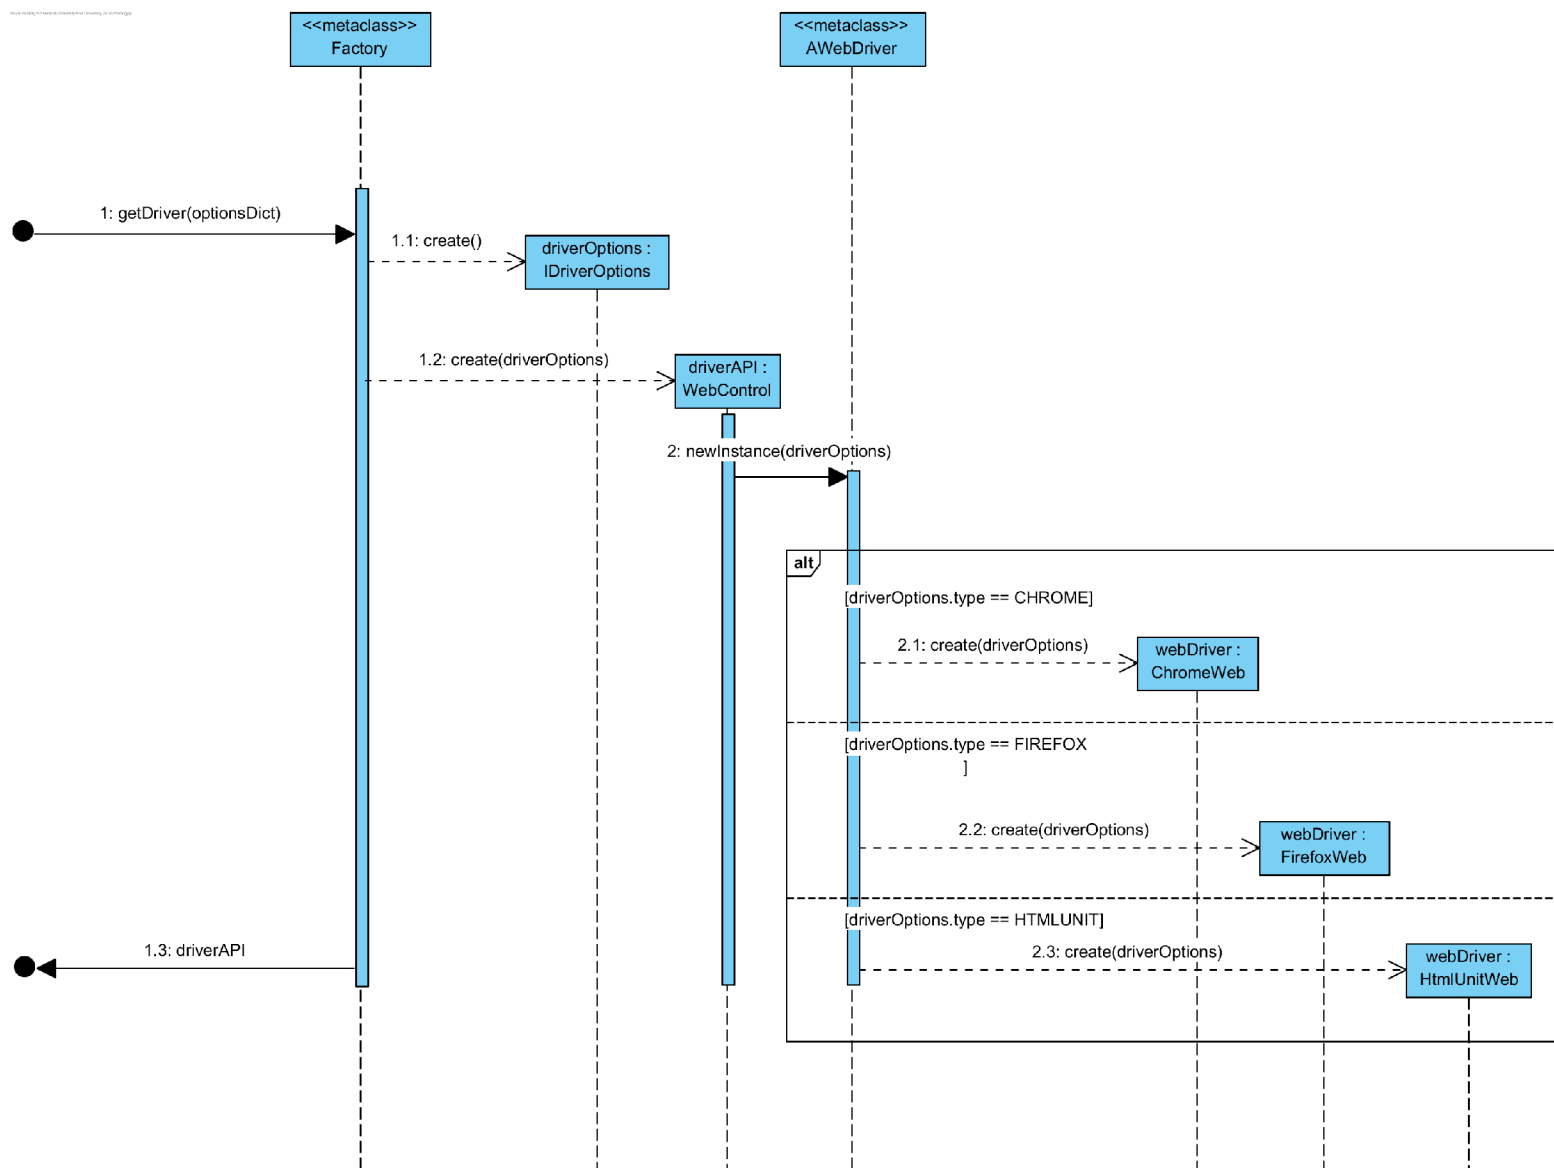 <<metaclass>>
Factory
<<metaclass>>
AWebDriver
1: getDriver(optionsDict)
1.1: create()
driverOptions :
IDriverOptions
1.2: create(driverOptions)
driverAPI :
WebControl
2: newInstance(driverOptions)
alt
[driverOptions.type == CHROME]
2.1: create(driverOptions)
webDriver :
ChromeWeb
[driverOptions.type == FIREFOX
]
2.2: create(driverOptions)
webDriver :
FirefoxWeb
[driverOptions.type == HTMLUNIT]
1.3: driverAPI
2.3: create(driverOptions)
webDriver :
HtmlUnitWeb